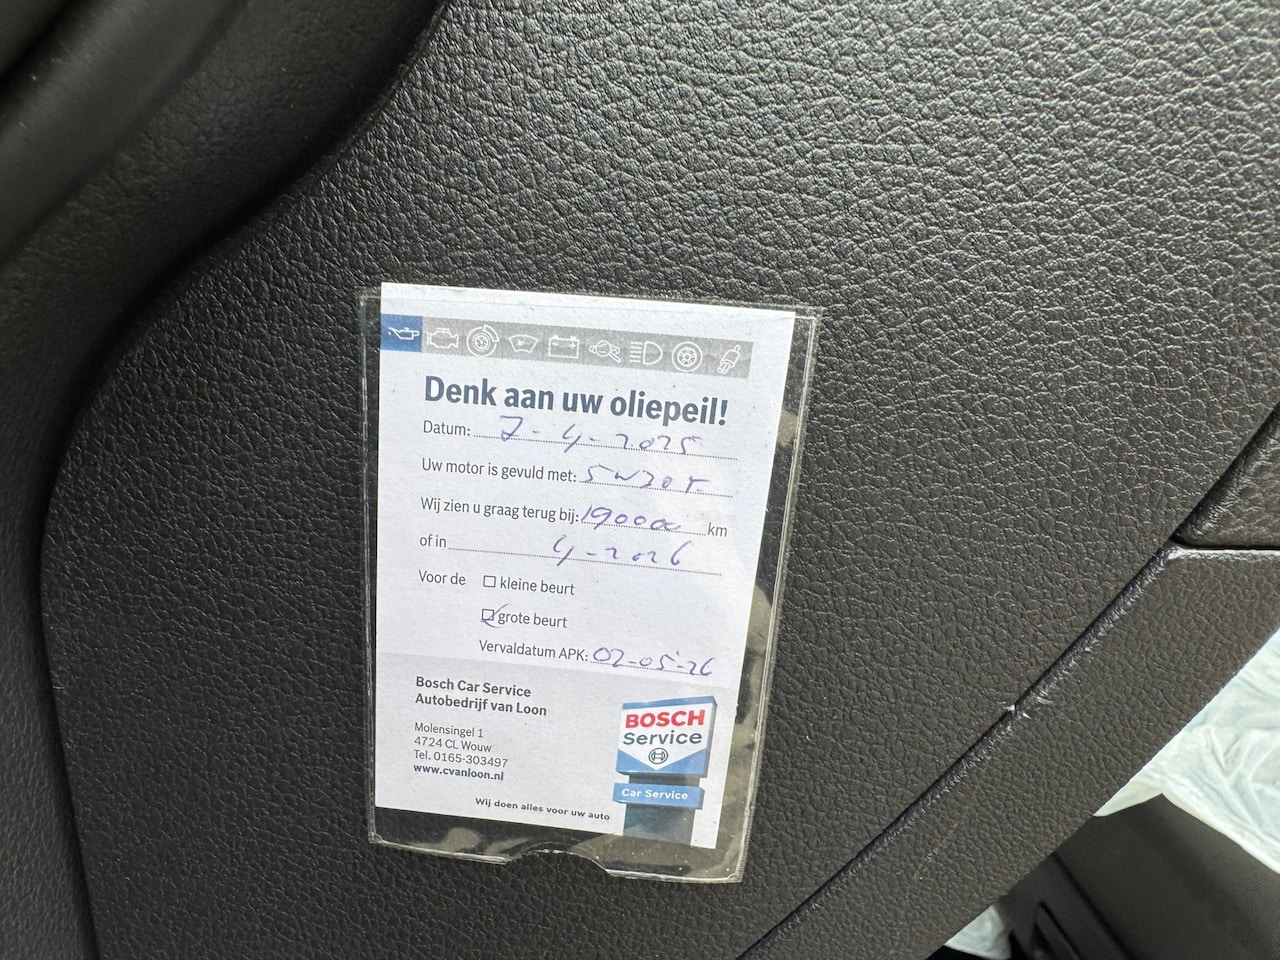 Denk aan uw oliepeil!
Datum: 7-4-2025
Uw motor is gevuld met: 5W30
Wij zien u graag terug bij: 190000 km
of in 4-2026
Voor de kleine beurt
grote beurt
Vervaldatum APK: 02-05-26
Bosch Car Service
Autobedrijf van Loon
Molensingel 1
4724 CL Wouw
Tel. 0165-303497
www.cvanloon.nl
Wij doen alles voor uw auto
BOSCH
Service
Car Service